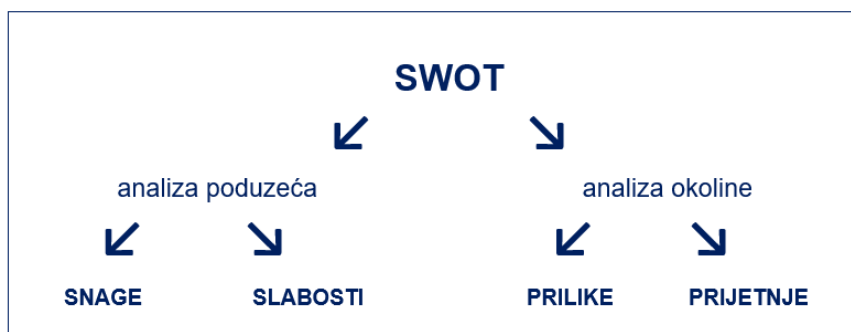 SWOT
analiza poduzeća
analiza okoline
SNAGE
SLABOSTI
PRILIKE
PRIJETNJE